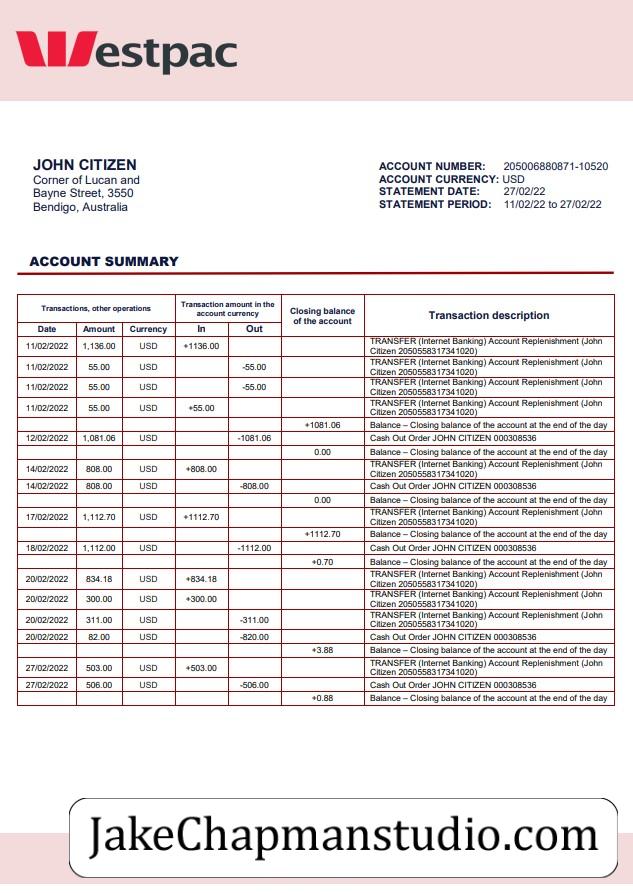 Westpac
JOHN CITIZEN
Corner of Lucan and
Bayne Street, 3550
Bendigo, Australia
ACCOUNT NUMBER: 205006880871-10520
ACCOUNT CURRENCY: USD
STATEMENT DATE: 27/02/22
STATEMENT PERIOD: 11/02/22 to 27/02/22
ACCOUNT SUMMARY
Transactions, other operations
Transaction amount in the
account currency
Closing balance
of the account
Transaction description
Date Amount Currency In Out
11/02/2022 1,136.00 USD +1136.00 TRANSFER (Internet Banking) Account Replenishment (John
Citizen 2050558317341020)
11/02/2022 55.00 USD -55.00 TRANSFER (Internet Banking) Account Replenishment (John
Citizen 2050558317341020)
11/02/2022 55.00 USD -55.00 TRANSFER (Internet Banking) Account Replenishment (John
Citizen 2050558317341020)
11/02/2022 55.00 USD +55.00 TRANSFER (Internet Banking) Account Replenishment (John
Citizen 2050558317341020)
+1081.06 Balance – Closing balance of the account at the end of the day
12/02/2022 1,081.06 USD -1081.06 Cash Out Order JOHN CITIZEN 000308536
0.00 Balance – Closing balance of the account at the end of the day
14/02/2022 808.00 USD +808.00 TRANSFER (Internet Banking) Account Replenishment (John
Citizen 2050558317341020)
14/02/2022 808.00 USD -808.00 Cash Out Order JOHN CITIZEN 000308536
0.00 Balance – Closing balance of the account at the end of the day
17/02/2022 1,112.70 USD +1112.70 TRANSFER (Internet Banking) Account Replenishment (John
Citizen 2050558317341020)
+1112.70 Balance – Closing balance of the account at the end of the day
18/02/2022 1,112.00 USD -1112.00 Cash Out Order JOHN CITIZEN 000308536
+0.70 Balance – Closing balance of the account at the end of the day
20/02/2022 834.18 USD +834.18 TRANSFER (Internet Banking) Account Replenishment (John
Citizen 2050558317341020)
20/02/2022 300.00 USD +300.00 TRANSFER (Internet Banking) Account Replenishment (John
Citizen 2050558317341020)
20/02/2022 311.00 USD -311.00 TRANSFER (Internet Banking) Account Replenishment (John
Citizen 2050558317341020)
20/02/2022 82.00 USD -820.00 Cash Out Order JOHN CITIZEN 000308536
+3.88 Balance – Closing balance of the account at the end of the day
27/02/2022 503.00 USD +503.00 TRANSFER (Internet Banking) Account Replenishment (John
Citizen 2050558317341020)
27/02/2022 506.00 USD -506.00 Cash Out Order JOHN CITIZEN 000308536
+0.88 Balance – Closing balance of the account at the end of the day
JakeChapmanstudio.com